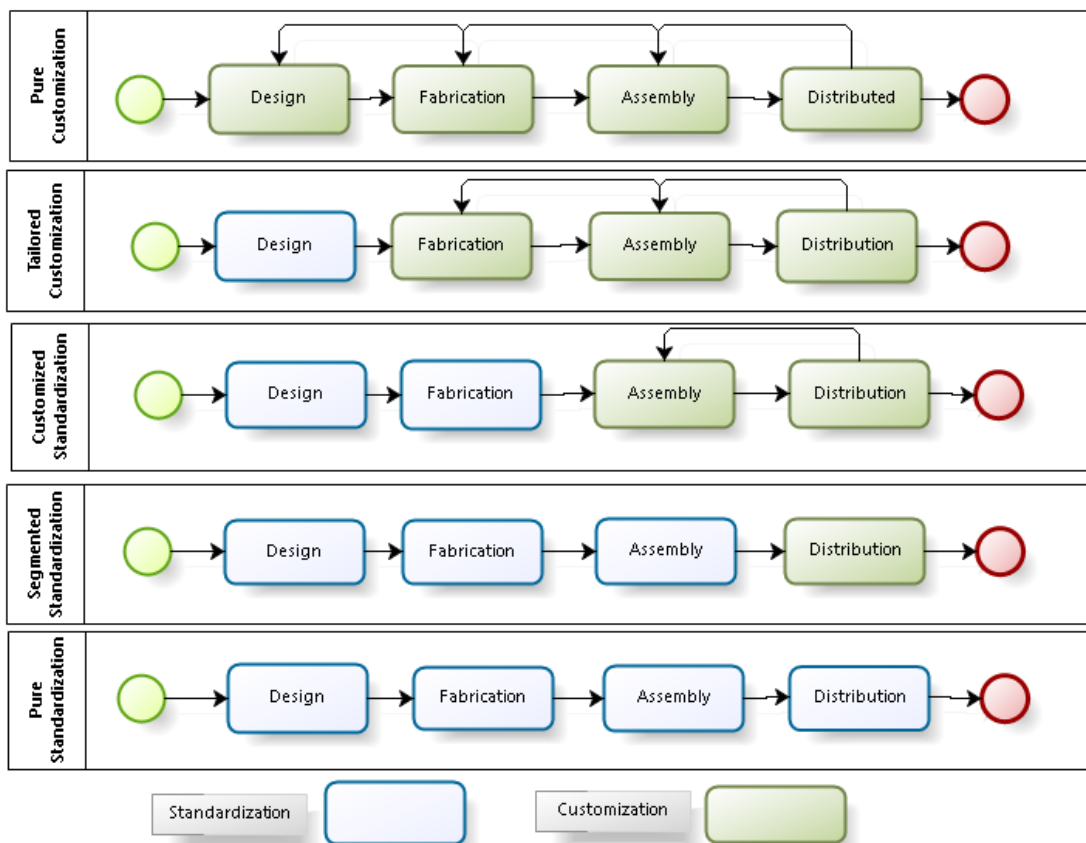 Pure
Customization
Design
Fabrication
Assembly
Distributed
Tailored
Customization
Design
Fabrication
Assembly
Distribution
Customized
Standardization
Design
Fabrication
Assembly
Distribution
Segmented
Standardization
Design
Fabrication
Assembly
Distribution
Pure
Standardization
Design
Fabrication
Assembly
Distribution
Standardization
Customization